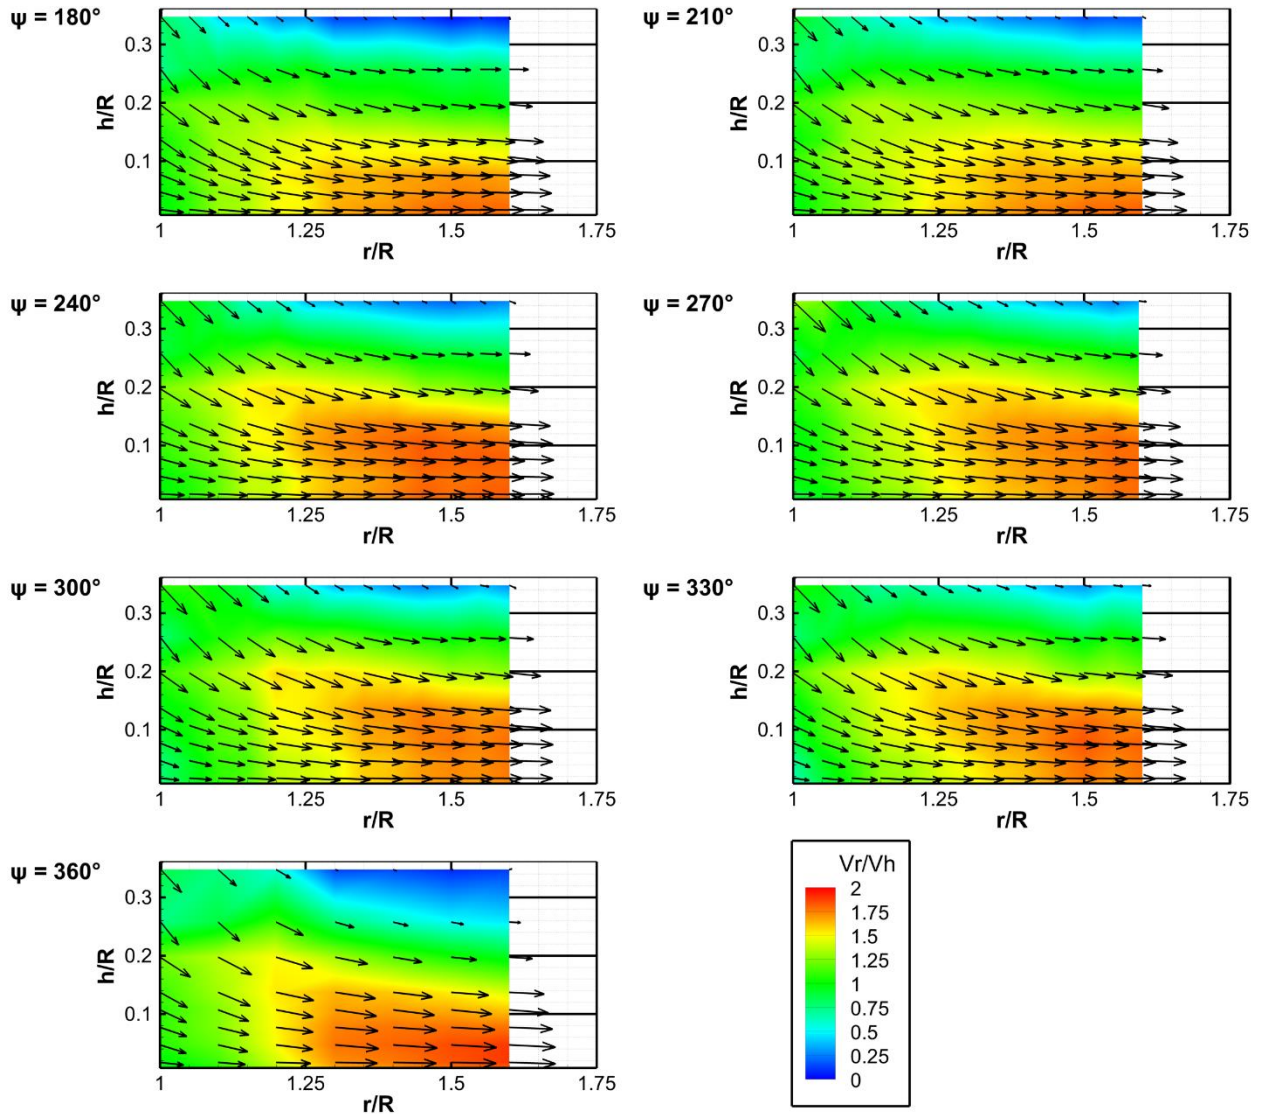 ψ = 180°
h/R
0.3
0.2
0.1
1
1.25
1.5
1.75
r/R
ψ = 210°
h/R
0.3
0.2
0.1
1
1.25
1.5
1.75
r/R
ψ = 240°
h/R
0.3
0.2
0.1
1
1.25
1.5
1.75
r/R
ψ = 270°
h/R
0.3
0.2
0.1
1
1.25
1.5
1.75
r/R
ψ = 300°
h/R
0.3
0.2
0.1
1
1.25
1.5
1.75
r/R
ψ = 330°
h/R
0.3
0.2
0.1
1
1.25
1.5
1.75
r/R
ψ = 360°
h/R
0.3
0.2
0.1
1
1.25
1.5
1.75
r/R
Vr/Vh
2
1.75
1.5
1.25
1
0.75
0.5
0.25
0